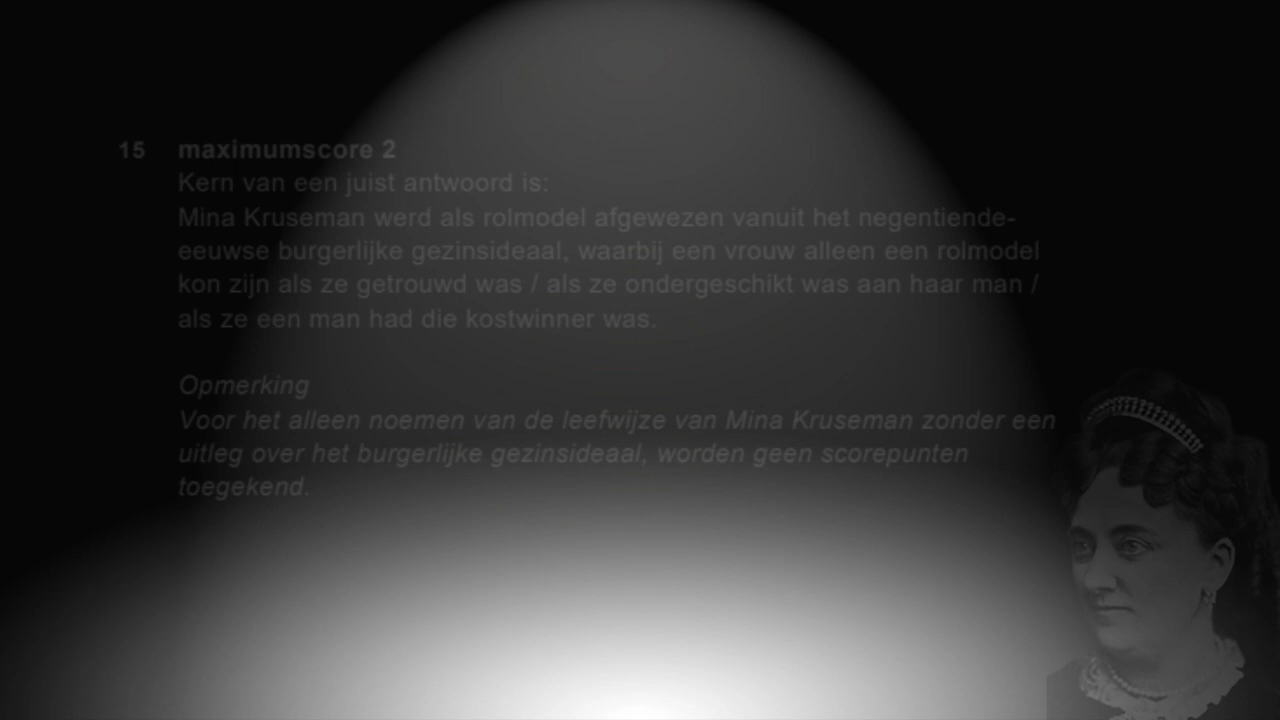 15 maximumscore 2
Kern van een juist antwoord is:
Mina Kruseman werd als rolmodel afgewezen vanuit het negentiende-
eeuwse burgerlijke gezinsideaal, waarbij een vrouw alleen een rolmodel
kon zijn als ze getrouwd was / als ze ondergeschikt was aan haar man /
als ze een man had die kostwinner was.
Opmerking
Voor het alleen noemen van de leefwijze van Mina Kruseman zonder een
uitleg over het burgerlijke gezinsideaal, worden geen scorepunten
toegekend.